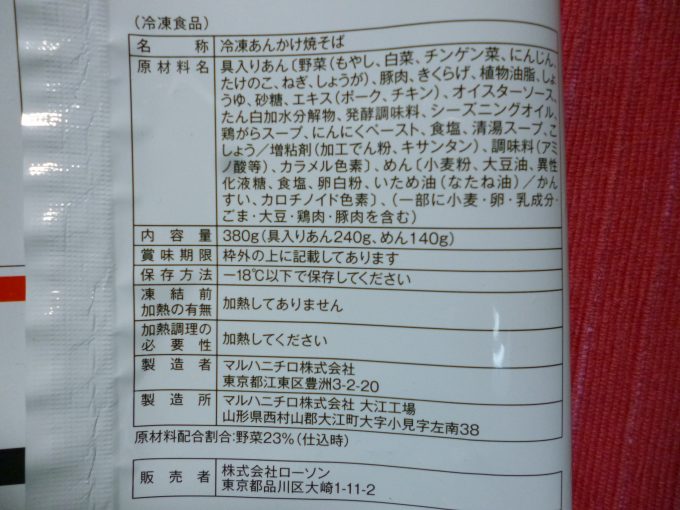 (冷凍食品)
名称 冷凍あんかけ焼そば
原材料名 具入りあん〔野菜(もやし、白菜、チンゲン菜、にんじん、
たけのこ、ねぎ、しょうが)、豚肉、きくらげ、植物油脂、しょ
うゆ、砂糖、エキス(ポーク、チキン)、オイスターソース、
たん白加水分解物、発酵調味料、シーズニングオイル、
鶏がらスープ、にんにくペースト、食塩、清湯スープ、こ
しょう/増粘剤(加工でん粉、キサンタン)、調味料(アミ
ノ酸等)、カラメル色素〕、めん〔小麦粉、大豆油、異性
化液糖、食塩、卵白粉、いため油(なたね油)/かん
すい、カロチノイド色素〕、(一部に小麦・卵・乳成分・
ごま・大豆・鶏肉・豚肉を含む)
内容量 380g(具入りあん240g、めん140g)
賞味期限 枠外の上に記載してあります
保存方法 −18℃以下で保存してください
凍結前
加熱の有無 加熱してありません
加熱調理の
必要性 加熱してください
製造者 マルハニチロ株式会社
東京都江東区豊洲3-2-20
製造所 マルハニチロ株式会社 大江工場
山形県西村山郡大江町大字小見字左南38
原材料配合割合:野菜23%(仕込時)
販売者 株式会社ローソン
東京都品川区大崎1-11-2